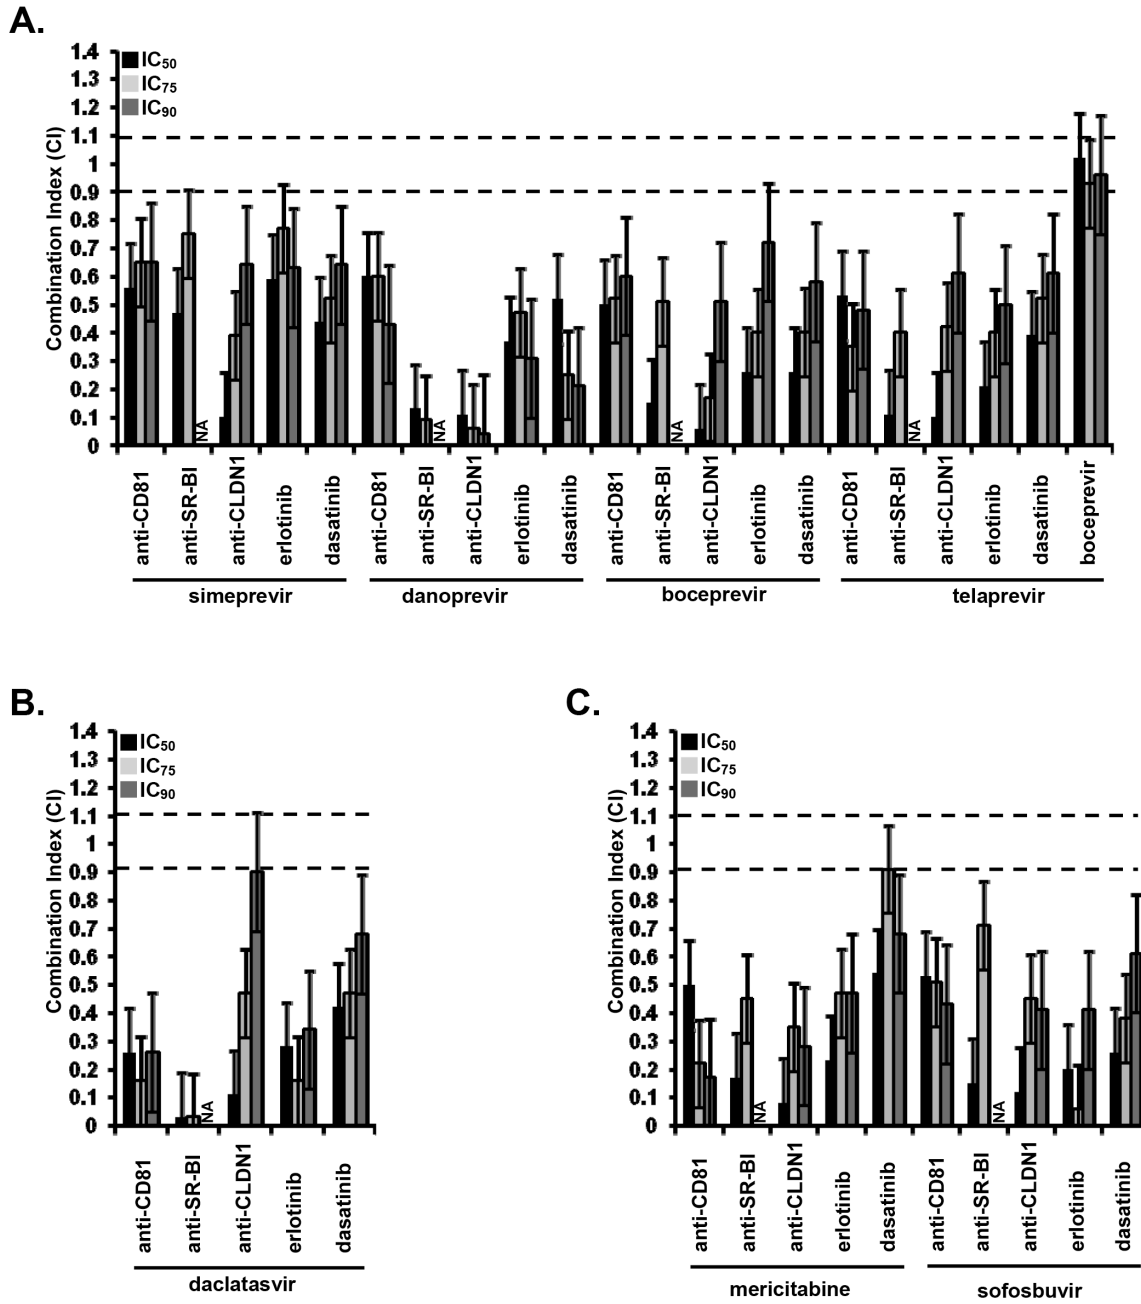 A.
1.4
1.3
1.2
1.1
1
0.9
0.8
0.7
0.6
0.5
0.4
0.3
0.2
0.1
0
Combination Index (CI)
IC50
IC75
IC90
NA
NA
NA
NA
anti-CD81
anti-SR-BI
anti-CLDN1
erlotinib
dasatinib
anti-CD81
anti-SR-BI
anti-CLDN1
erlotinib
dasatinib
anti-CD81
anti-SR-BI
anti-CLDN1
erlotinib
dasatinib
anti-CD81
anti-SR-BI
anti-CLDN1
erlotinib
dasatinib
boceprevir
simeprevir
danoprevir
boceprevir
telaprevir
B.
1.4
1.3
1.2
1.1
1
0.9
0.8
0.7
0.6
0.5
0.4
0.3
0.2
0.1
0
Combination Index (CI)
IC50
IC75
IC90
NA
anti-CD81
anti-SR-BI
anti-CLDN1
erlotinib
dasatinib
daclatasvir
C.
1.4
1.3
1.2
1.1
1
0.9
0.8
0.7
0.6
0.5
0.4
0.3
0.2
0.1
0
Combination Index (CI)
IC50
IC75
IC90
NA
NA
anti-CD81
anti-SR-BI
anti-CLDN1
erlotinib
dasatinib
anti-CD81
anti-SR-BI
anti-CLDN1
erlotinib
dasatinib
mericitabine
sofosbuvir